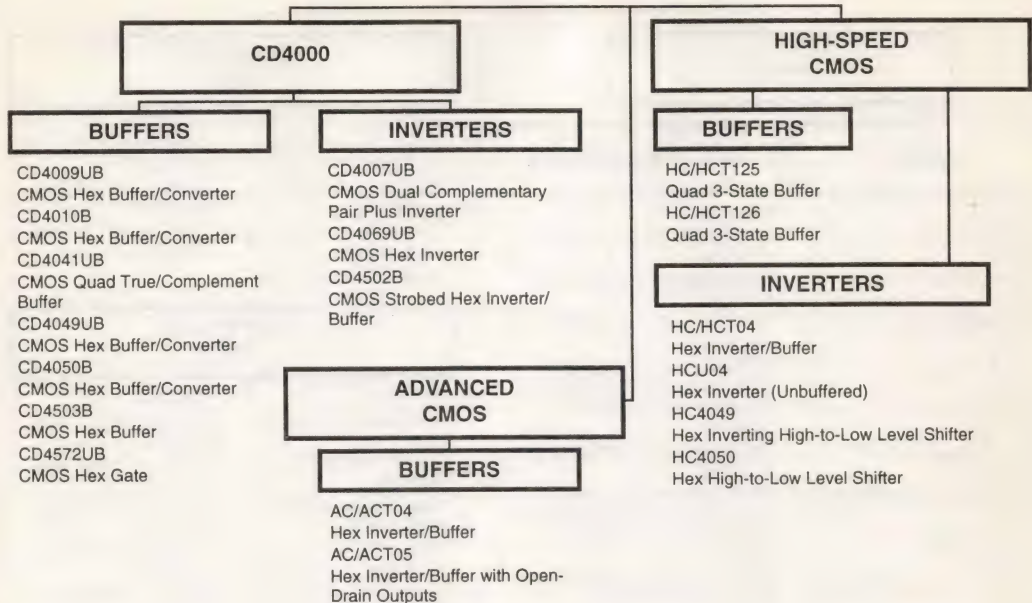 CD4000
BUFFERS
CD4009UB
CMOS Hex Buffer/Converter
CD4010B
CMOS Hex Buffer/Converter
CD4041UB
CMOS Quad True/Complement
Buffer
CD4049UB
CMOS Hex Buffer/Converter
CD4050B
CMOS Hex Buffer/Converter
CD4503B
CMOS Hex Buffer
CD4572UB
CMOS Hex Gate
INVERTERS
CD4007UB
CMOS Dual Complementary
Pair Plus Inverter
CD4069UB
CMOS Hex Inverter
CD4502B
CMOS Strobed Hex Inverter/
Buffer
ADVANCED
CMOS
BUFFERS
AC/ACT04
Hex Inverter/Buffer
AC/ACT05
Hex Inverter/Buffer with Open-
Drain Outputs
HIGH-SPEED
CMOS
BUFFERS
HC/HCT125
Quad 3-State Buffer
HC/HCT126
Quad 3-State Buffer
INVERTERS
HC/HCT04
Hex Inverter/Buffer
HCU04
Hex Inverter (Unbuffered)
HC4049
Hex Inverting High-to-Low Level Shifter
HC4050
Hex High-to-Low Level Shifter